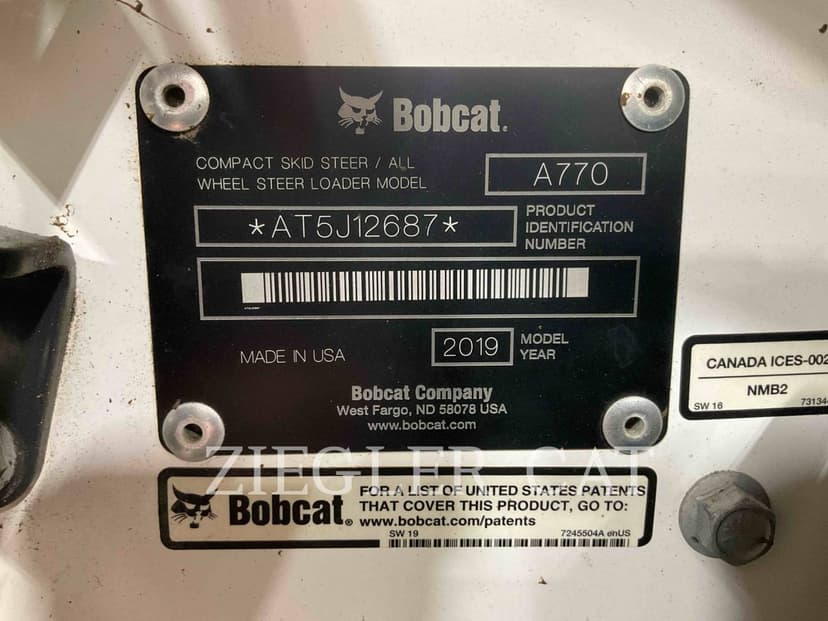 Bobcat.
COMPACT SKID STEER / ALL
WHEEL STEER LOADER MODEL
A770
*AT5J12687*
PRODUCT
IDENTIFICATION
NUMBER
MADE IN USA
2019
MODEL
YEAR
Bobcat Company
West Fargo, ND 58078 USA
www.bobcat.com
CANADA ICES-002
NMB2
SW 16
73134
ZIEGLER CAT
Bobcat.
FOR A LIST OF UNITED STATES PATENTS
THAT COVER THIS PRODUCT, GO TO:
www.bobcat.com/patents
SW 19
7245504A enUS